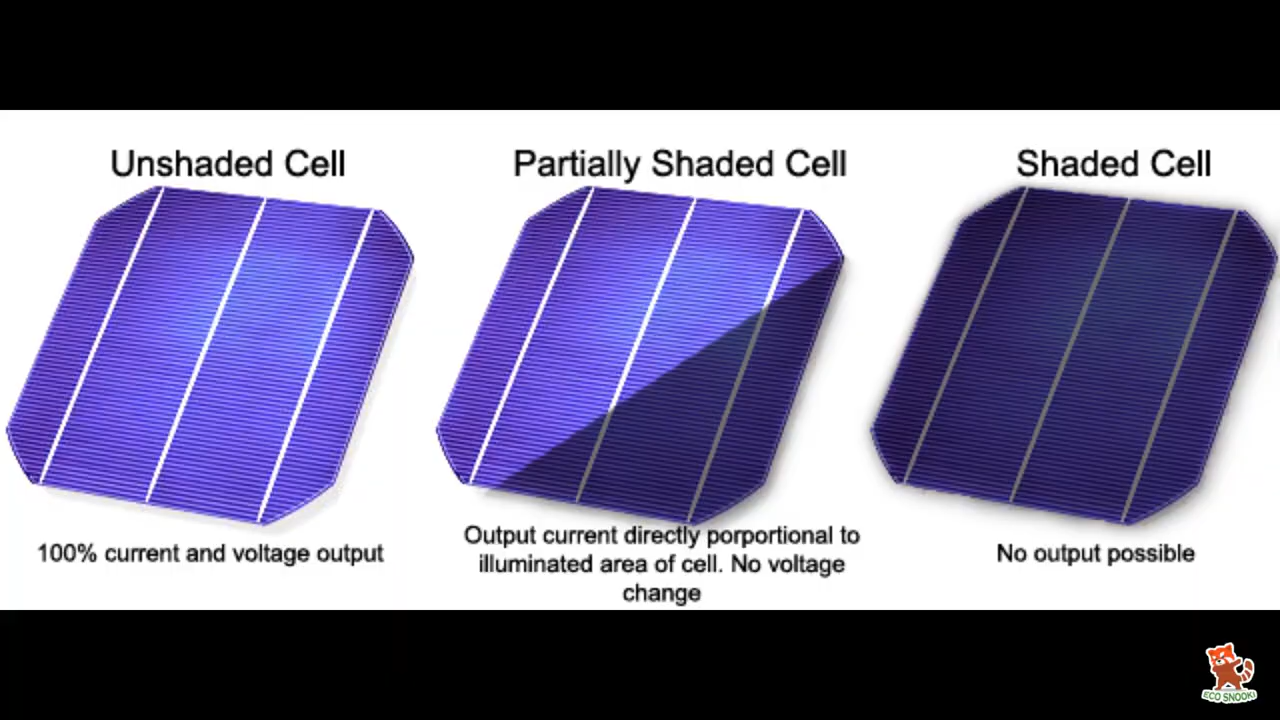 Unshaded Cell
Partially Shaded Cell
Shaded Cell
100% current and voltage output
Output current directly porportional to
illuminated area of cell. No voltage
change
No output possible
ECO SNOOKI